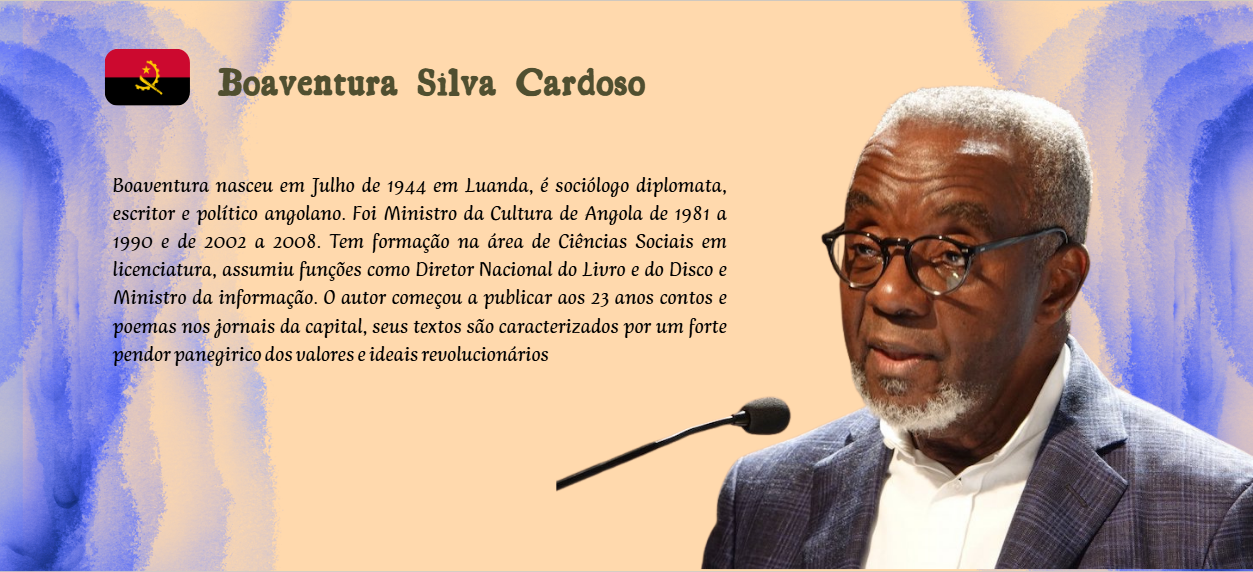 Boaventura Silva Cardoso
Boaventura nasceu em Julho de 1944 em Luanda, é sociólogo diplomata,
escritor e político angolano. Foi Ministro da Cultura de Angola de 1981 a
1990 e de 2002 a 2008. Tem formação na área de Ciências Sociais em
licenciatura, assumiu funções como Diretor Nacional do Livro e do Disco e
Ministro da informação. O autor começou a publicar aos 23 anos contos e
poemas nos jornais da capital, seus textos são caracterizados por um forte
pendor panegirico dos valores e ideais revolucionários